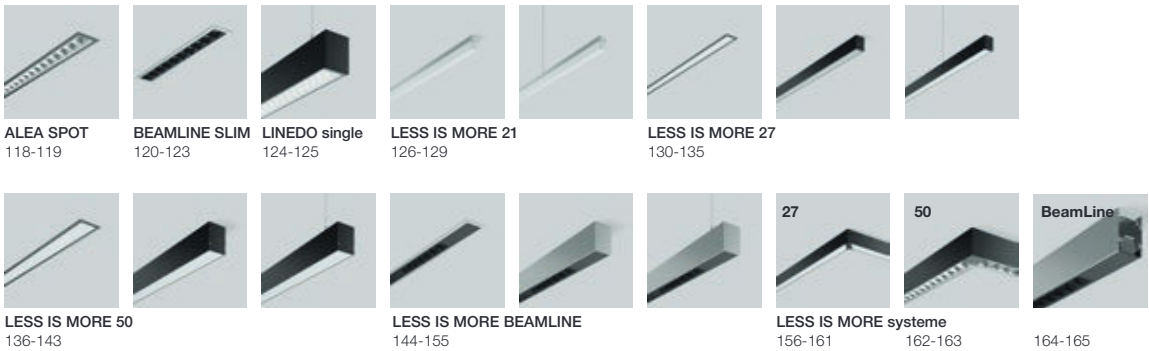 ALEA SPOT
118-119
BEAMLINE SLIM
120-123
LINEDO single
124-125
LESS IS MORE 21
126-129
LESS IS MORE 27
130-135
LESS IS MORE 50
136-143
LESS IS MORE BEAMLINE
144-155
27
50
BeamLine
LESS IS MORE systeme
156-161
162-163
164-165